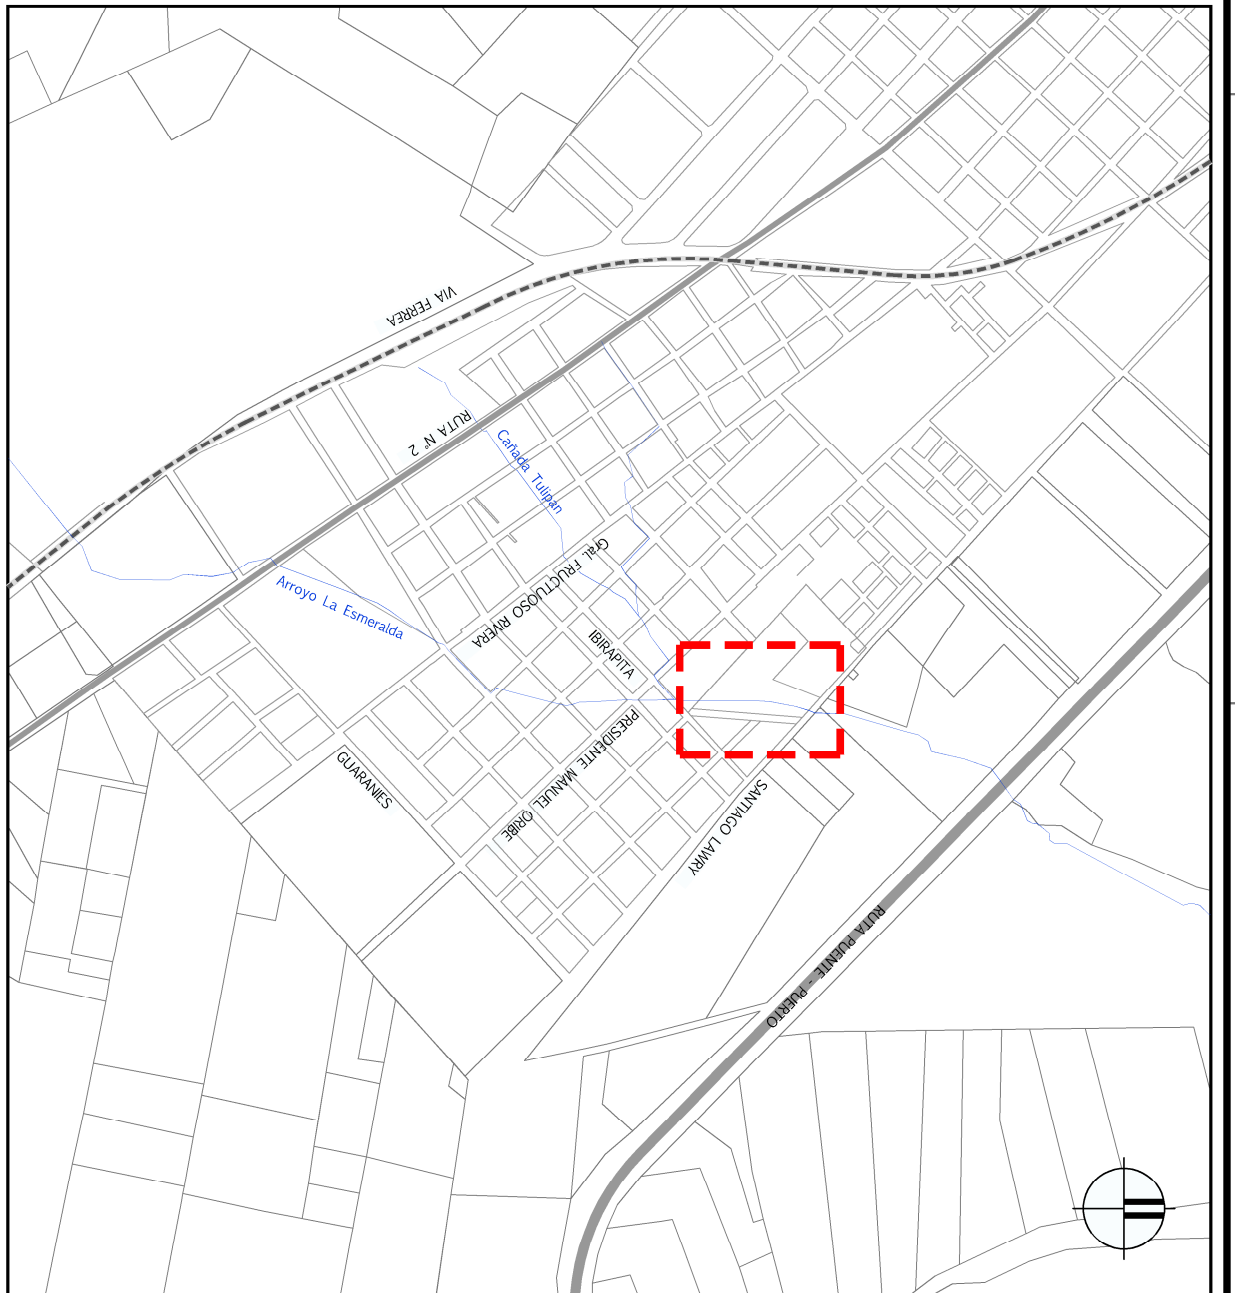 VIA FERREA
RUTA N° 2
Cañada Tulipan
Gral. FRUCTUOSO RIVERA
Arroyo La Esmeralda
IBIRAPITA
PRESIDENTE MANUEL ORIBE
GUARANIES
SANTIAGO LAWRY
RUTA PUENTE - PUERTO